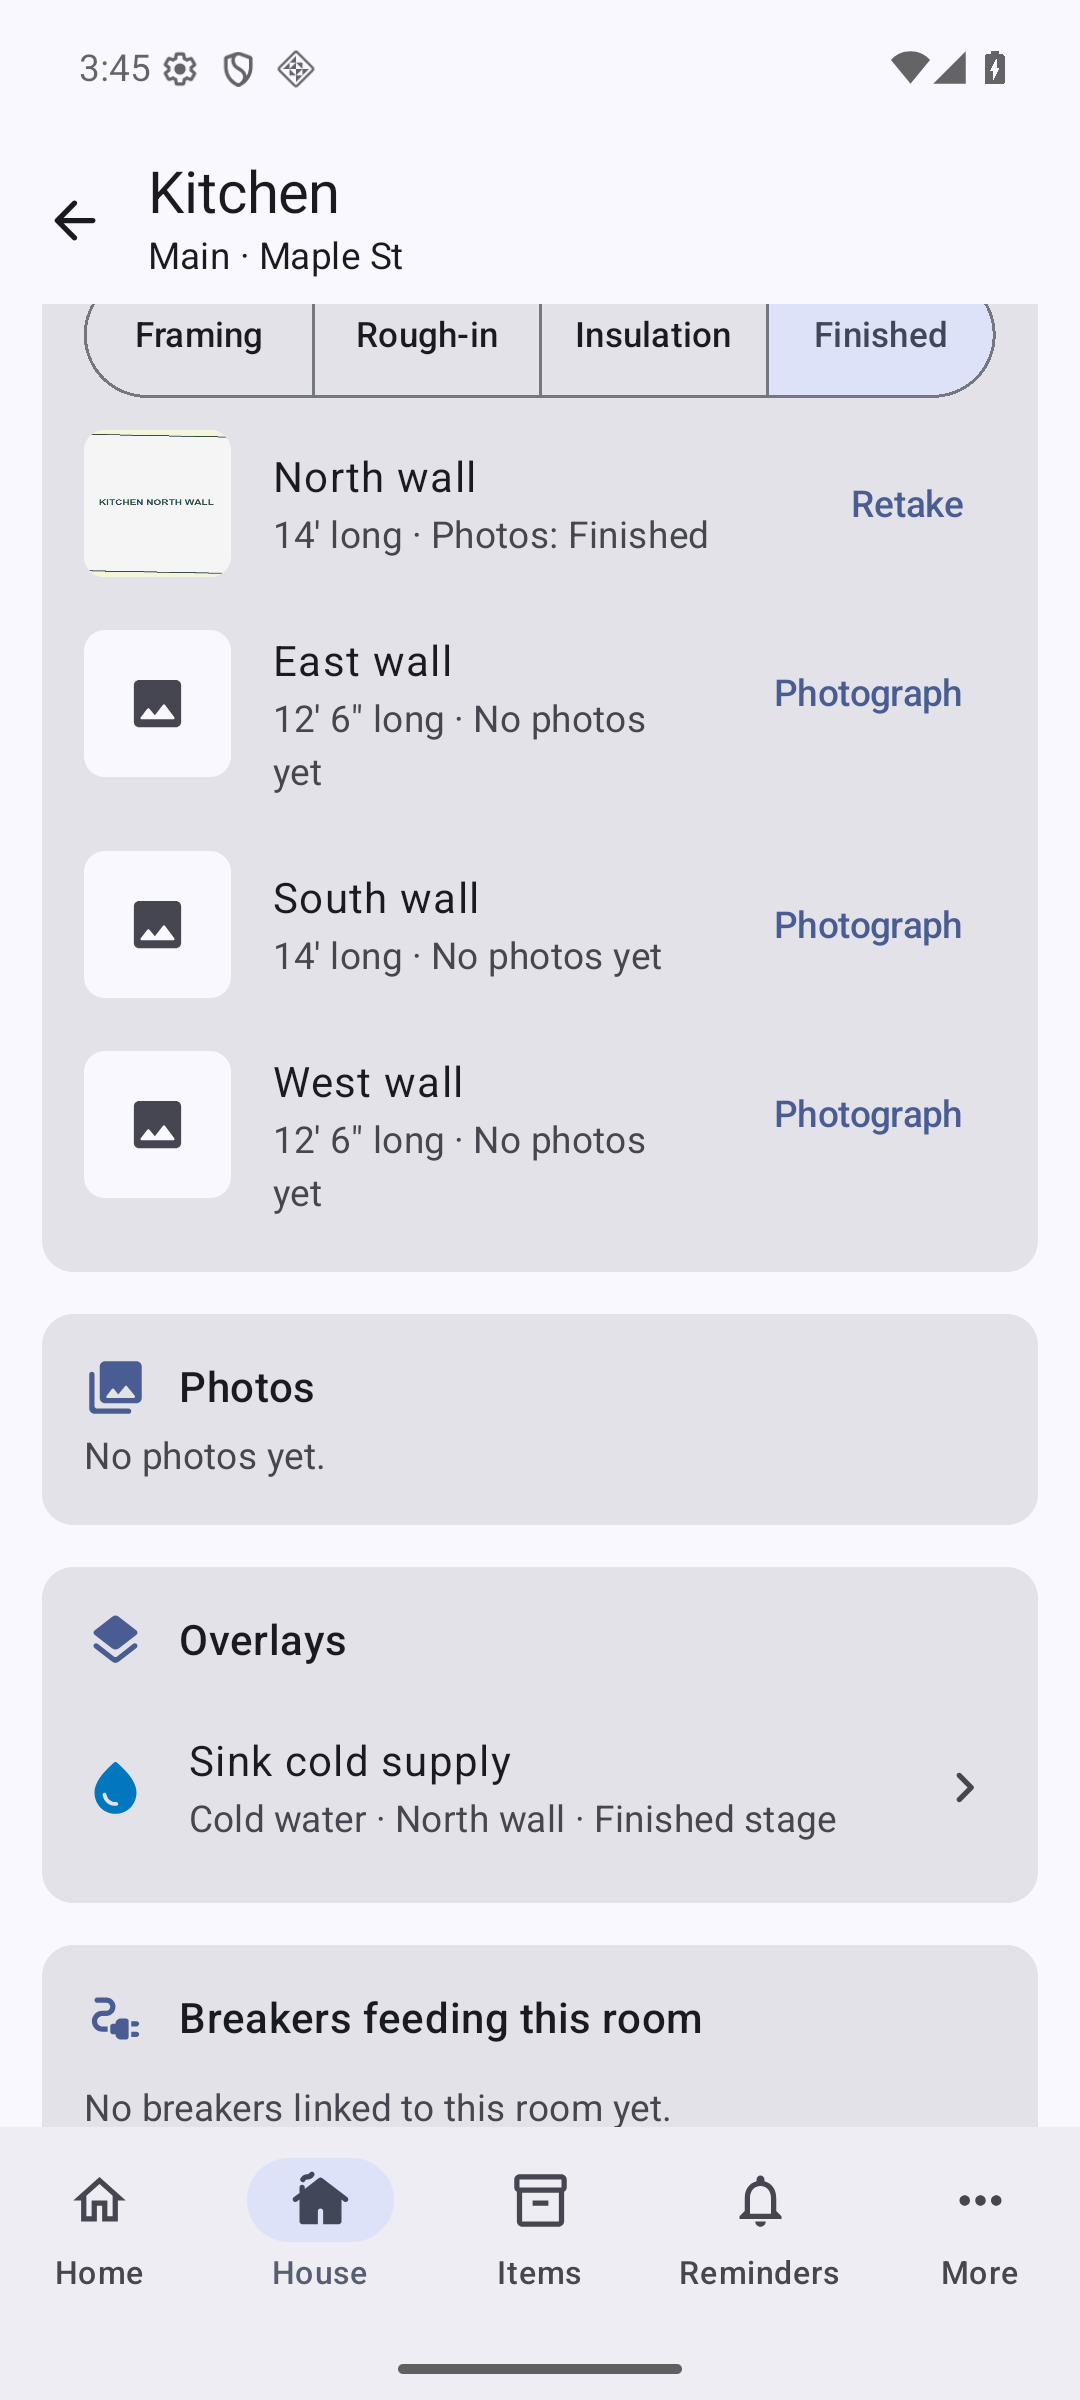 3:45
Kitchen
Main · Maple St
Framing
Rough-in
Insulation
Finished
KITCHEN NORTH WALL
North wall
14' long · Photos: Finished
Retake
East wall
12' 6" long · No photos
yet
Photograph
South wall
14' long · No photos yet
Photograph
West wall
12' 6" long · No photos
yet
Photograph
Photos
No photos yet.
Overlays
Sink cold supply
Cold water · North wall · Finished stage
Breakers feeding this room
No breakers linked to this room yet.
Home
House
Items
Reminders
More